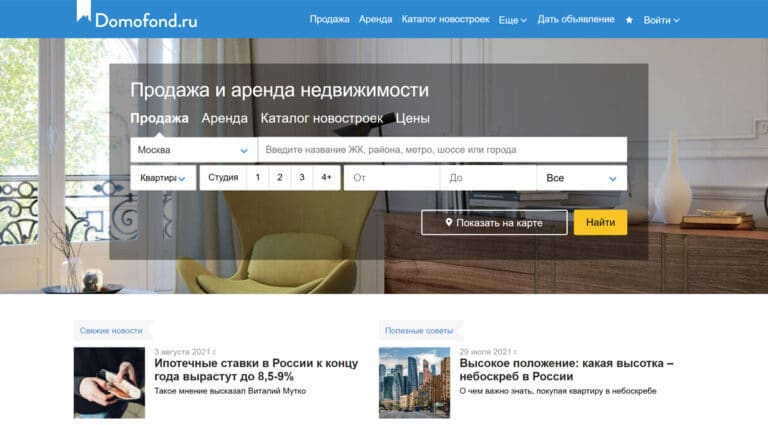 Domofond.ru
Продажа Аренда Каталог новостроек Еще Дать объявление Войти
Продажа и аренда недвижимости
Продажа Аренда Каталог новостроек Цены
Москва Введите название ЖК, района, метро, шоссе или города
Квартира Студия 1 2 3 4+ От До Все
Показать на карте Найти
Свежие новости
3 августа 2021 г.
Ипотечные ставки в России к концу
года вырастут до 8,5-9%
Такое мнение высказал Виталий Мутко
Полезные советы
29 июля 2021 г.
Высокое положение: какая высотка –
небоскреб в России
О чем важно знать, покупая квартиру в небоскребе